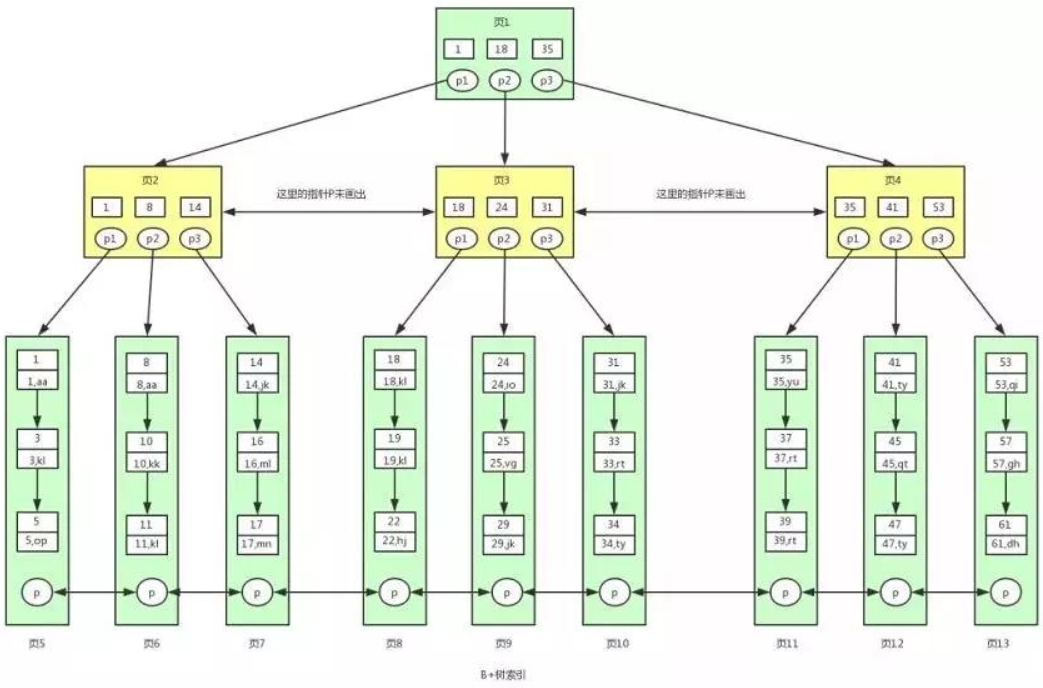 页1
1 18 35
p1 p2 p3
页2
1 8 14
p1 p2 p3
这里的指针P未画出
页3
18 24 31
p1 p2 p3
这里的指针P未画出
页4
35 41 53
p1 p2 p3
1
1,aa
3
3,kl
5
5,op
p
页5
8
8,aa
10
10,kk
11
11,kl
p
页6
14
14,jk
16
16,ml
17
17,mn
p
页7
18
18,kl
19
19,kl
22
22,hj
p
页8
24
24,io
25
25,vg
29
29,jk
p
页9
31
31,jk
33
33,rt
34
34,ty
p
页10
35
35,yu
37
37,rt
39
39,rt
p
页11
41
41,ty
45
45,qt
47
47,ty
p
页12
53
53,qi
57
57,gh
61
61,dh
p
页13
B+树索引